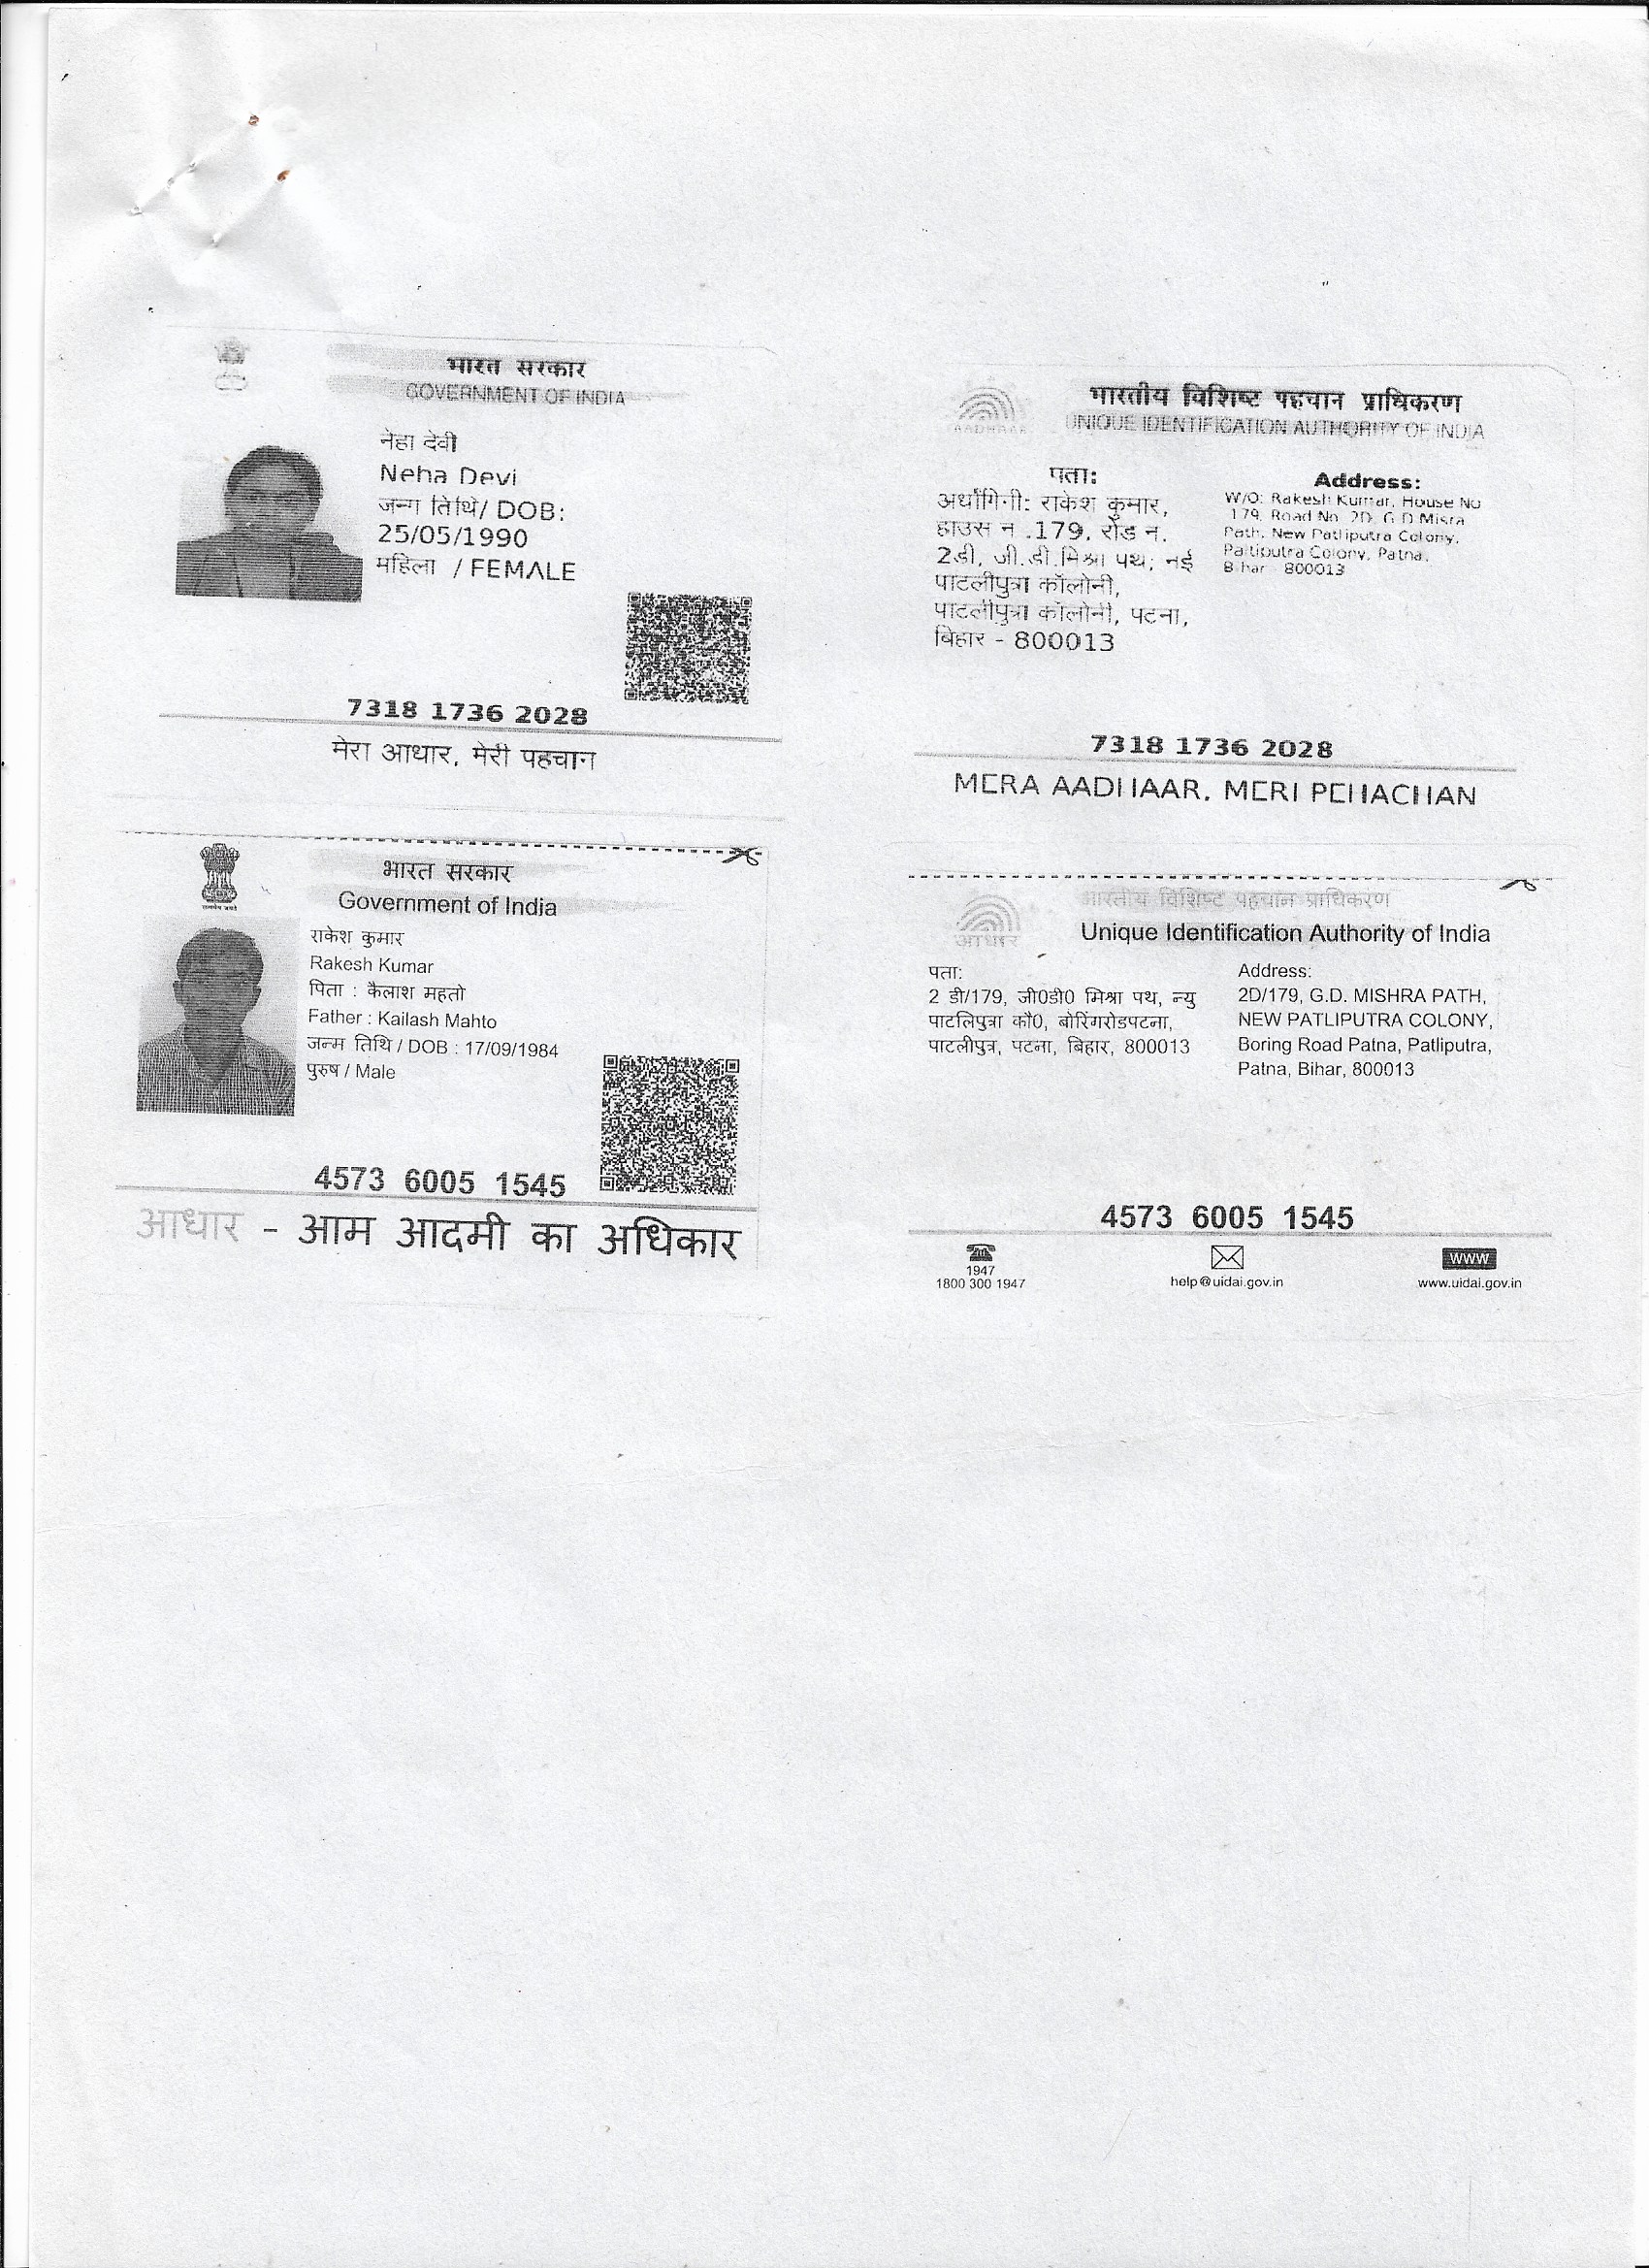 भारत सरकार
GOVERNMENT OF INDIA
नेहा देवी
Neha Devi
जन्म तिथि/ DOB:
25/05/1990
महिला / FEMALE
7318 1736 2028
मेरा आधार, मेरी पहचान
भारतीय विशिष्ट पहचान प्राधिकरण
AADHAAR
UNIQUE IDENTIFICATION AUTHORITY OF INDIA
पता:
अर्धांगिनी: राकेश कुमार,
हाउस न .179, रोड न.
2डी, जी.डी.मिश्रा पथ, नई
पाटलीपुत्रा कॉलोनी,
पाटलीपुत्रा कॉलोनी, पटना,
बिहार - 800013
Address:
W/O: Rakesh Kumar, House No
179, Road No. 2D, G.D.Misra
Path, New Patliputra Colony,
Patliputra Colony, Patna,
Bihar - 800013
7318 1736 2028
MERA AADHAAR, MERI PEHACHAN
भारत सरकार
Government of India
राकेश कुमार
Rakesh Kumar
पिता : कैलाश महतो
Father : Kailash Mahto
जन्म तिथि / DOB : 17/09/1984
पुरुष / Male
4573 6005 1545
आधार - आम आदमी का अधिकार
भारतीय विशिष्ट पहचान प्राधिकरण
आधार
Unique Identification Authority of India
पता:
2 डी/179, जी0डी0 मिश्रा पथ, न्यु
पाटलिपुत्रा कौ0, बोरिंगरोडपटना,
पाटलीपुत्र, पटना, बिहार, 800013
Address:
2D/179, G.D. MISHRA PATH,
NEW PATLIPUTRA COLONY,
Boring Road Patna, Patliputra,
Patna, Bihar, 800013
4573 6005 1545
1947
1800 300 1947
help@uidai.gov.in
www
www.uidai.gov.in